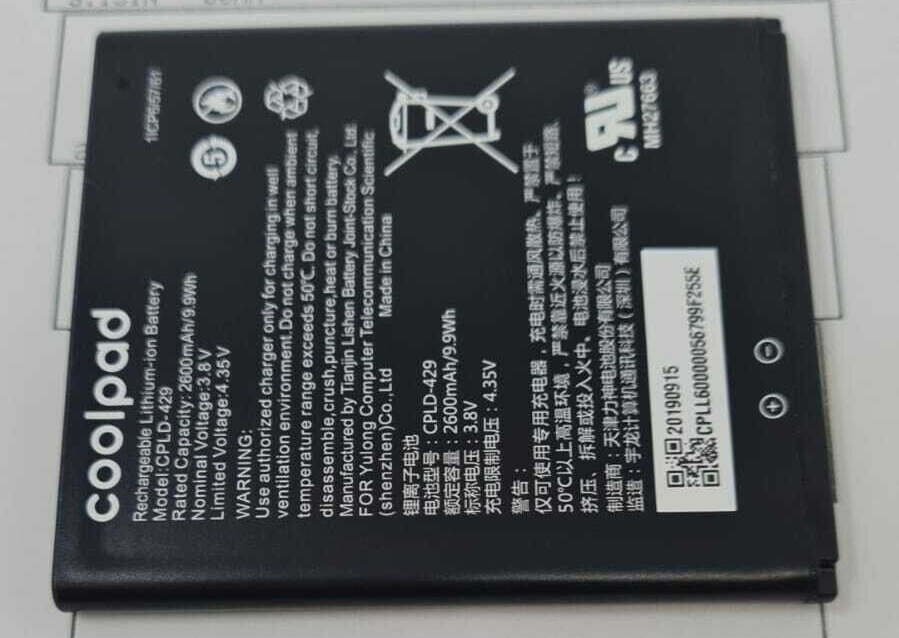 coolpad
Rechargeable Lithium-ion Battery
Model:CPLD-429
Rated Capacity: 2600mAh/9.9Wh
Nominal Voltage:3.8V
Limited Voltage:4.35V
WARNING:
Use authorized charger only for charging in well
ventilation environment.Do not charge when ambient
temperature range exceeds 50℃. Do not short circuit,
disassemble,crush,puncture,heat or burn battery.
Manufactured by Tianjin Lishen Battery Joint-Stock Co., Ltd
FOR Yulong Computer Telecommunication Scientific
(shenzhen)Co.,Ltd
Made in China
锂离子电池
电池型号: CPLD-429
额定容量: 2600mAh/9.9Wh
标称电压: 3.8V
充电限制电压: 4.35V
警告:
仅可使用专用充电器，充电时需通风散热、严禁置于
50℃以上高温环境，严禁靠近火源以防爆炸，严禁短路、
挤压、拆解或投入火中。电池浸水后禁止使用！
制造商: 天津力神电池股份有限公司
监造: 宇龙计算机通讯科技（深圳）有限公司
1ICP5/57/61
5
c RU US
MH27663
20190915
CPLL60000056799F255E
⊕ ⊖